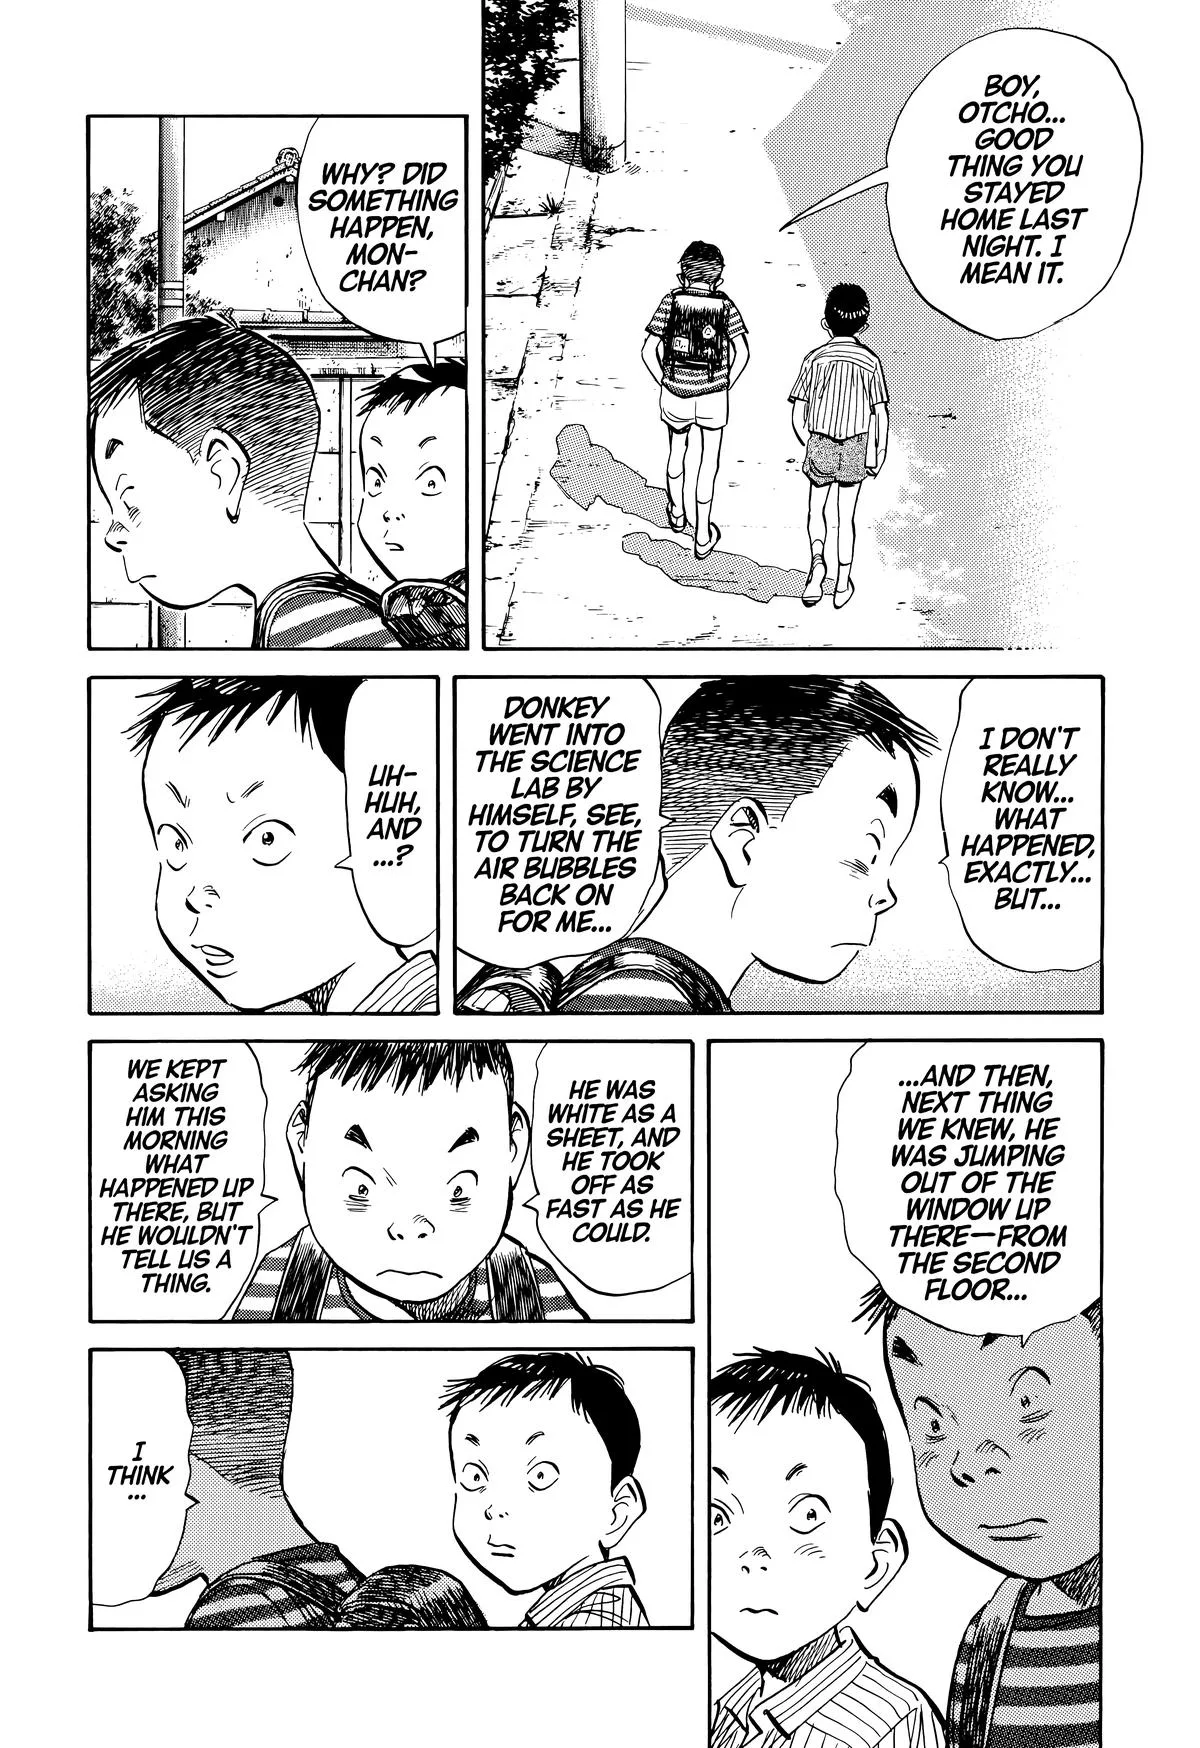 BOY,
OTCHO...
GOOD
THING YOU
STAYED
HOME LAST
NIGHT. I
MEAN IT.
WHY? DID
SOMETHING
HAPPEN,
MON-
CHAN?
I DON'T
REALLY
KNOW...
WHAT
HAPPENED,
EXACTLY...
BUT...
DONKEY
WENT INTO
THE SCIENCE
LAB BY
HIMSELF, SEE,
TO TURN THE
AIR BUBBLES
BACK ON
FOR ME...
UH-
HUH,
AND
...?
...AND THEN,
NEXT THING
WE KNEW, HE
WAS JUMPING
OUT OF THE
WINDOW UP
THERE—FROM
THE SECOND
FLOOR...
HE WAS
WHITE AS A
SHEET, AND
HE TOOK
OFF AS
FAST AS HE
COULD.
WE KEPT
ASKING
HIM THIS
MORNING
WHAT
HAPPENED UP
THERE, BUT
HE WOULDN'T
TELL US A
THING.
I
THINK
...